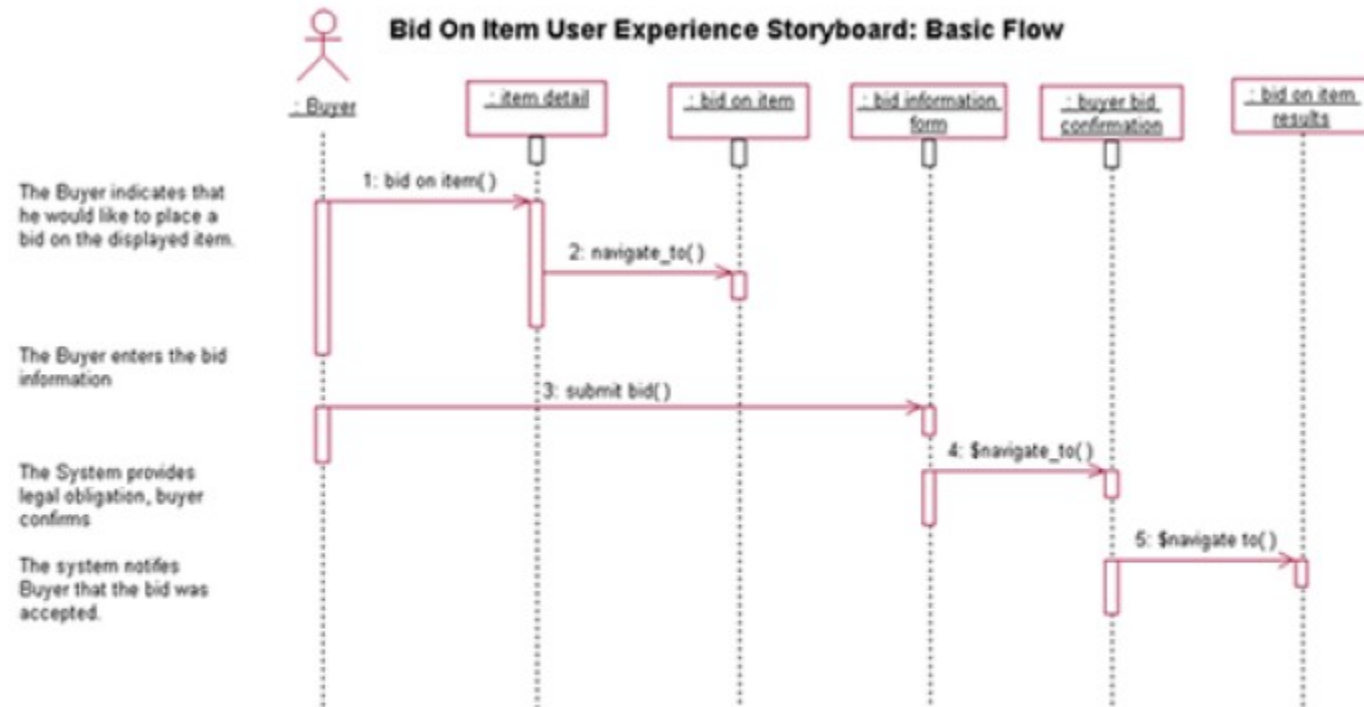 Bid On Item User Experience Storyboard: Basic Flow
: Buyer
: item detail
: bid on item
: bid information
form
: buyer bid
confirmation
: bid on item
results
The Buyer indicates that
he would like to place a
bid on the displayed item.
1: bid on item( )
2: navigate_to( )
The Buyer enters the bid
information
3: submit bid( )
The System provides
legal obligation, buyer
confirms
4: $navigate_to( )
The system notifes
Buyer that the bid was
accepted.
5: $navigate to( )